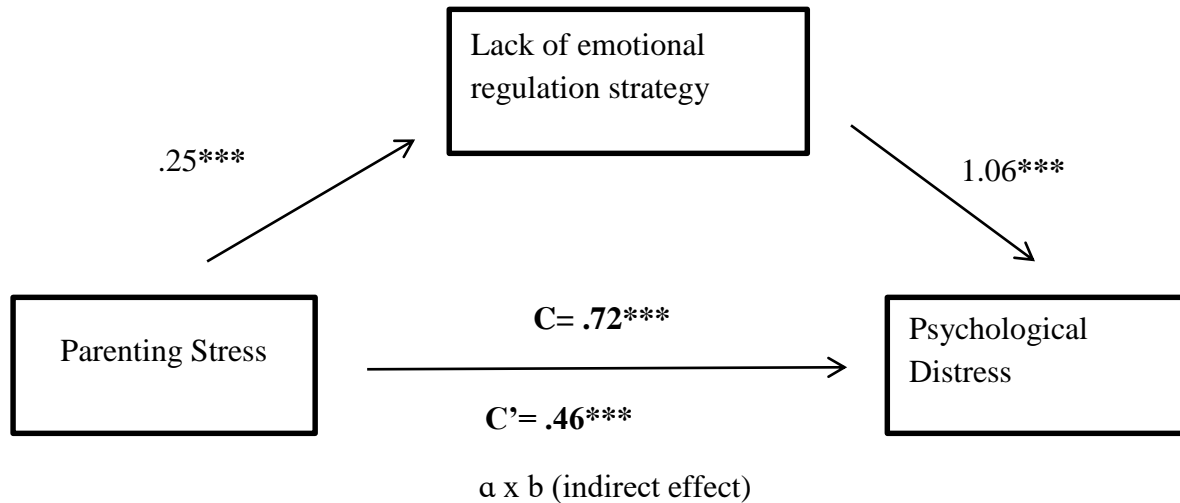 Lack of emotional
regulation strategy
.25***
1.06***
Parenting Stress
C= .72***
C’= .46***
Psychological
Distress
ɑ x b (indirect effect)